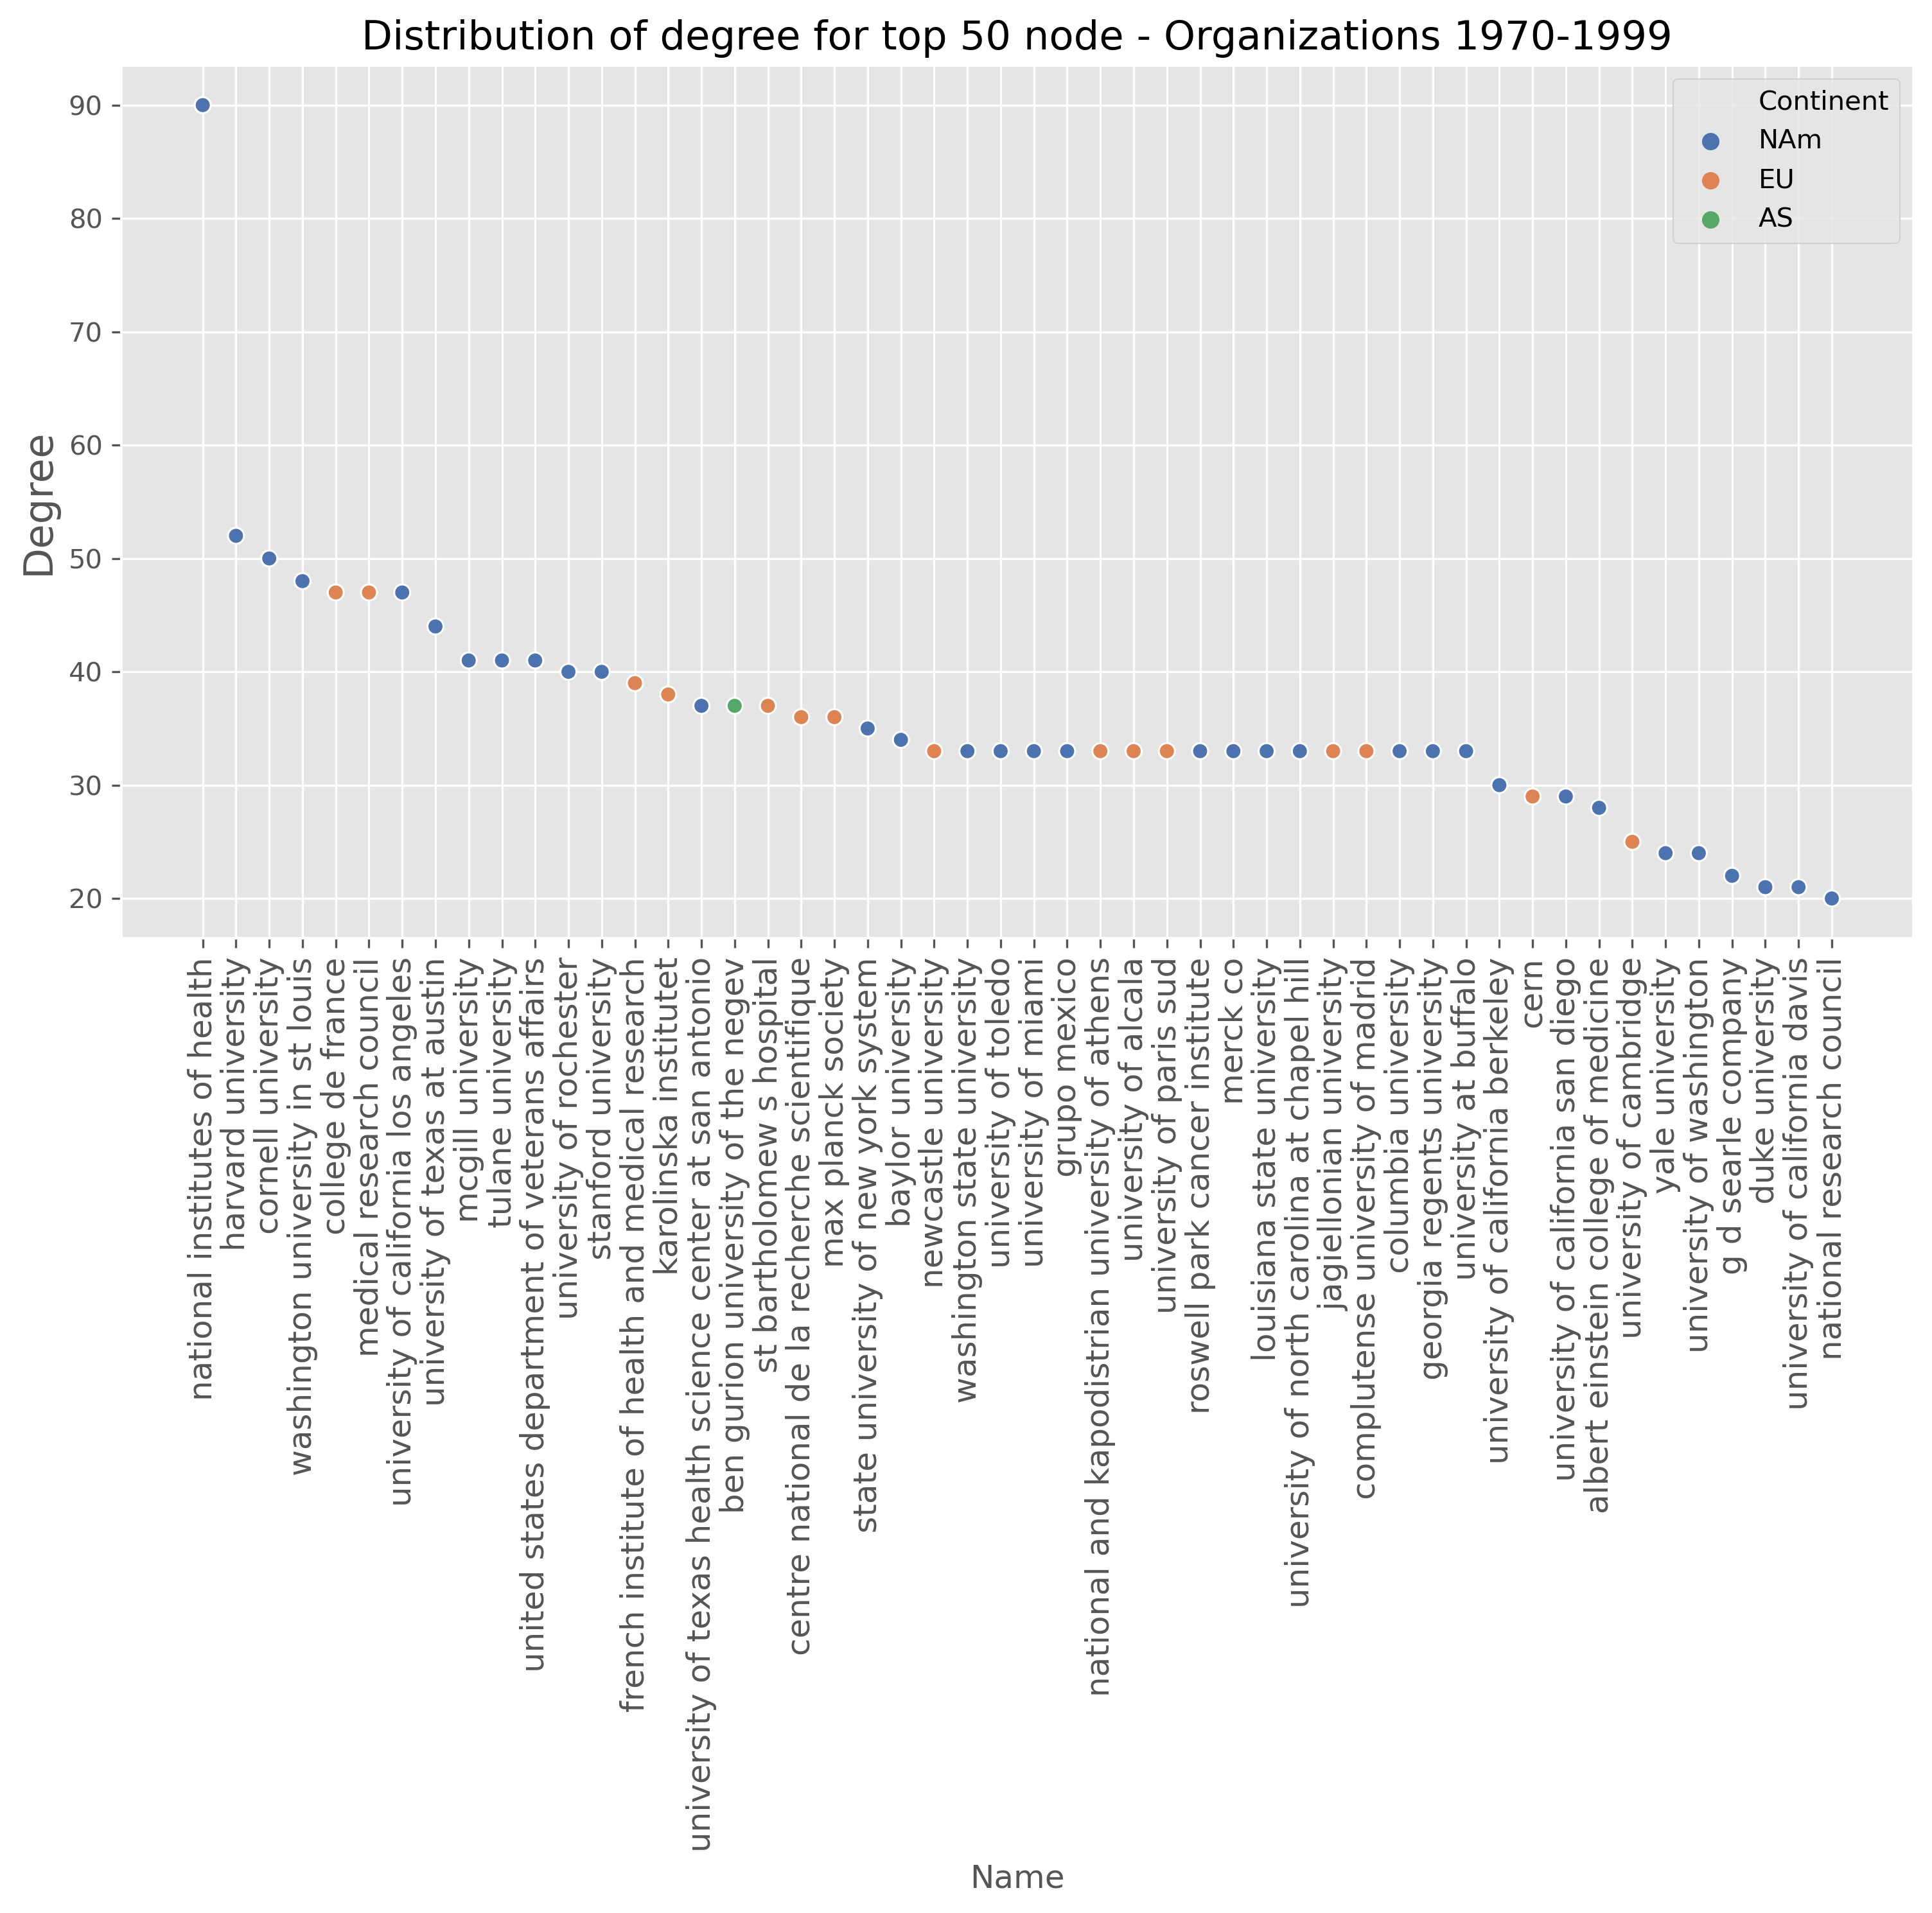 Distribution of degree for top 50 node - Organizations 1970-1999
Continent
NAm
EU
AS
Degree
90
80
70
60
50
40
30
20
national institutes of health
harvard university
cornell university
washington university in st louis
college de france
medical research council
university of california los angeles
university of texas at austin
mcgill university
tulane university
united states department of veterans affairs
university of rochester
stanford university
french institute of health and medical research
karolinska institutet
university of texas health science center at san antonio
ben gurion university of the negev
st bartholomew s hospital
centre national de la recherche scientifique
max planck society
state university of new york system
baylor university
newcastle university
washington state university
university of toledo
university of miami
grupo mexico
national and kapodistrian university of athens
university of alcala
university of paris sud
roswell park cancer institute
merck co
louisiana state university
university of north carolina at chapel hill
jagiellonian university
complutense university of madrid
columbia university
georgia regents university
university at buffalo
university of california berkeley
cern
university of california san diego
albert einstein college of medicine
university of cambridge
yale university
university of washington
g d searle company
duke university
university of california davis
national research council
Name